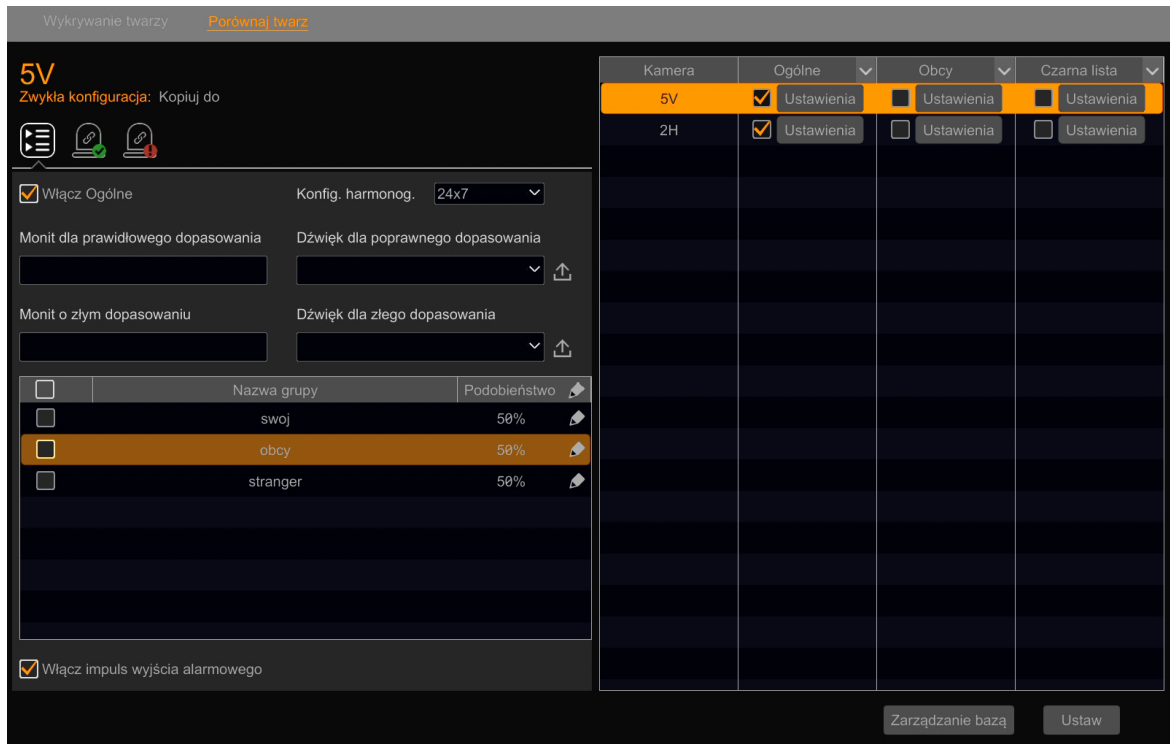 Wykrywanie twarzy Porównaj twarz
5V
Zwykła konfiguracja: Kopiuj do
Włącz Ogólne Konfig. harmonog. 24x7
Monit dla prawidłowego dopasowania Dźwięk dla poprawnego dopasowania
Monit o złym dopasowaniu Dźwięk dla złego dopasowania
Nazwa grupy Podobieństwo
swoj 50%
obcy 50%
stranger 50%
Włącz impuls wyjścia alarmowego
Kamera Ogólne Obcy Czarna lista
5V Ustawienia Ustawienia Ustawienia
2H Ustawienia Ustawienia Ustawienia
Zarządzanie bazą Ustaw